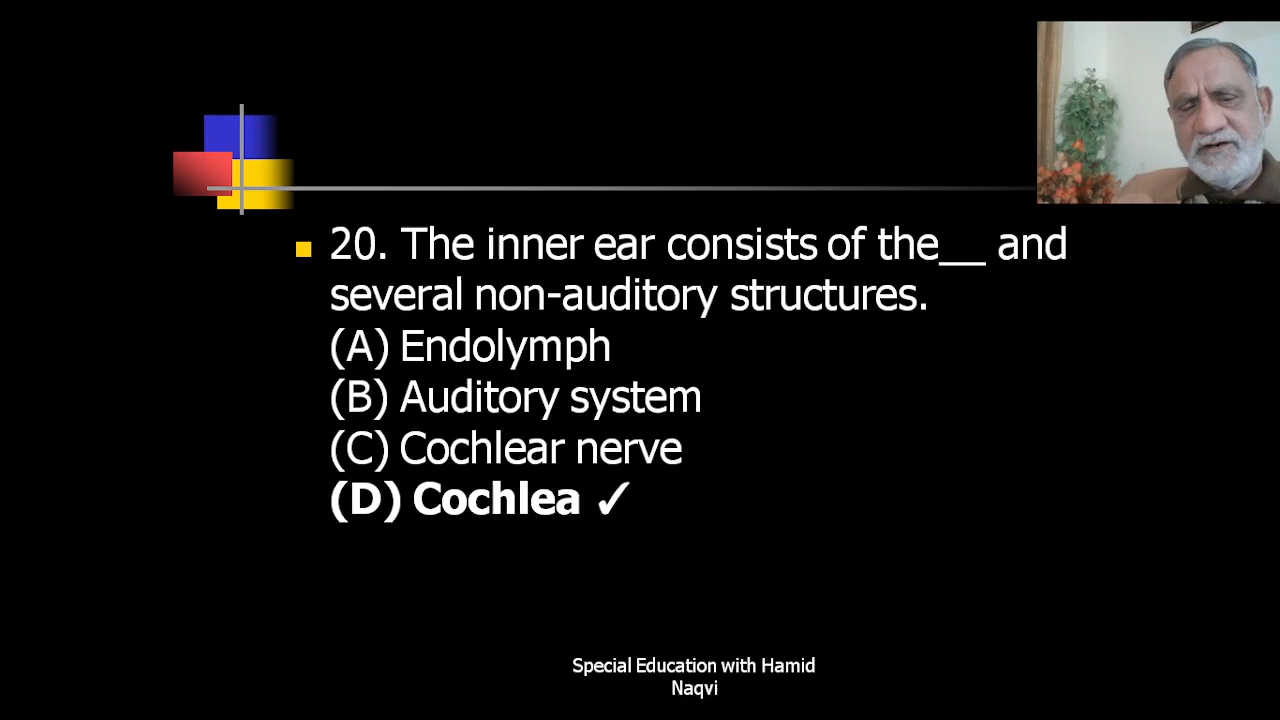 20. The inner ear consists of the__ and
several non-auditory structures.
(A) Endolymph
(B) Auditory system
(C) Cochlear nerve
(D) Cochlea ✓
Special Education with Hamid
Naqvi